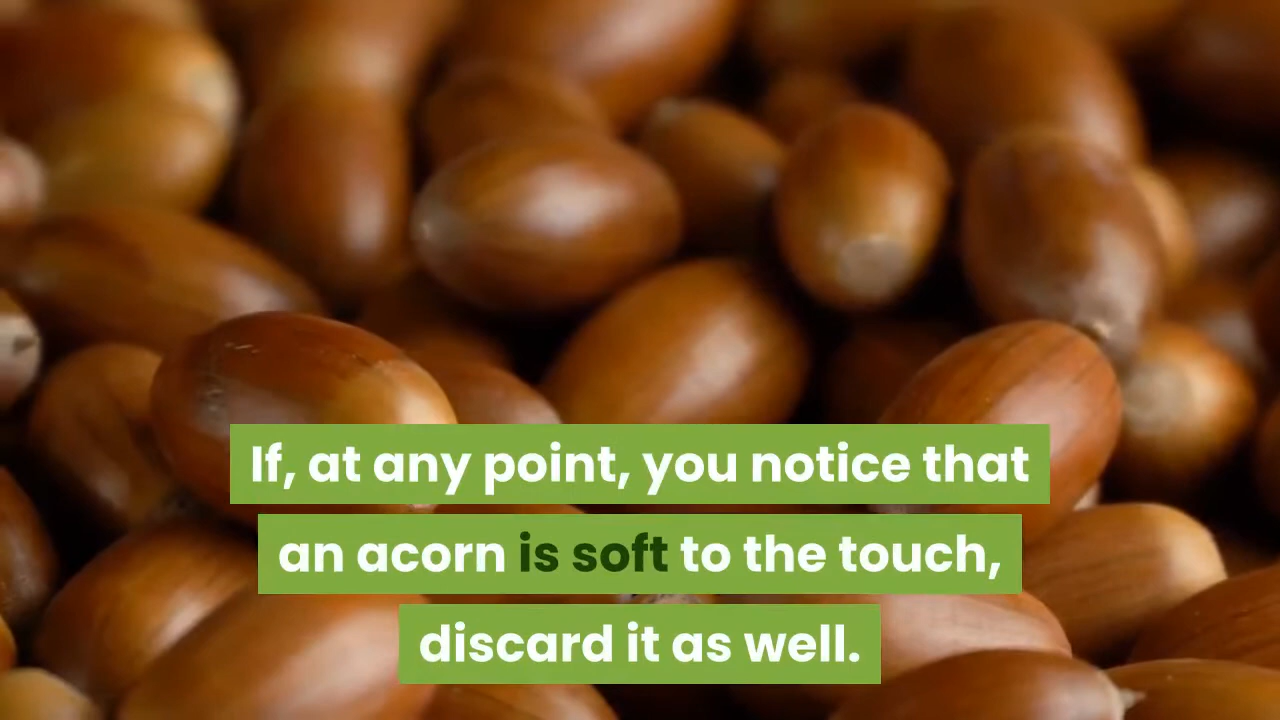 If, at any point, you notice that
an acorn is soft to the touch,
discard it as well.